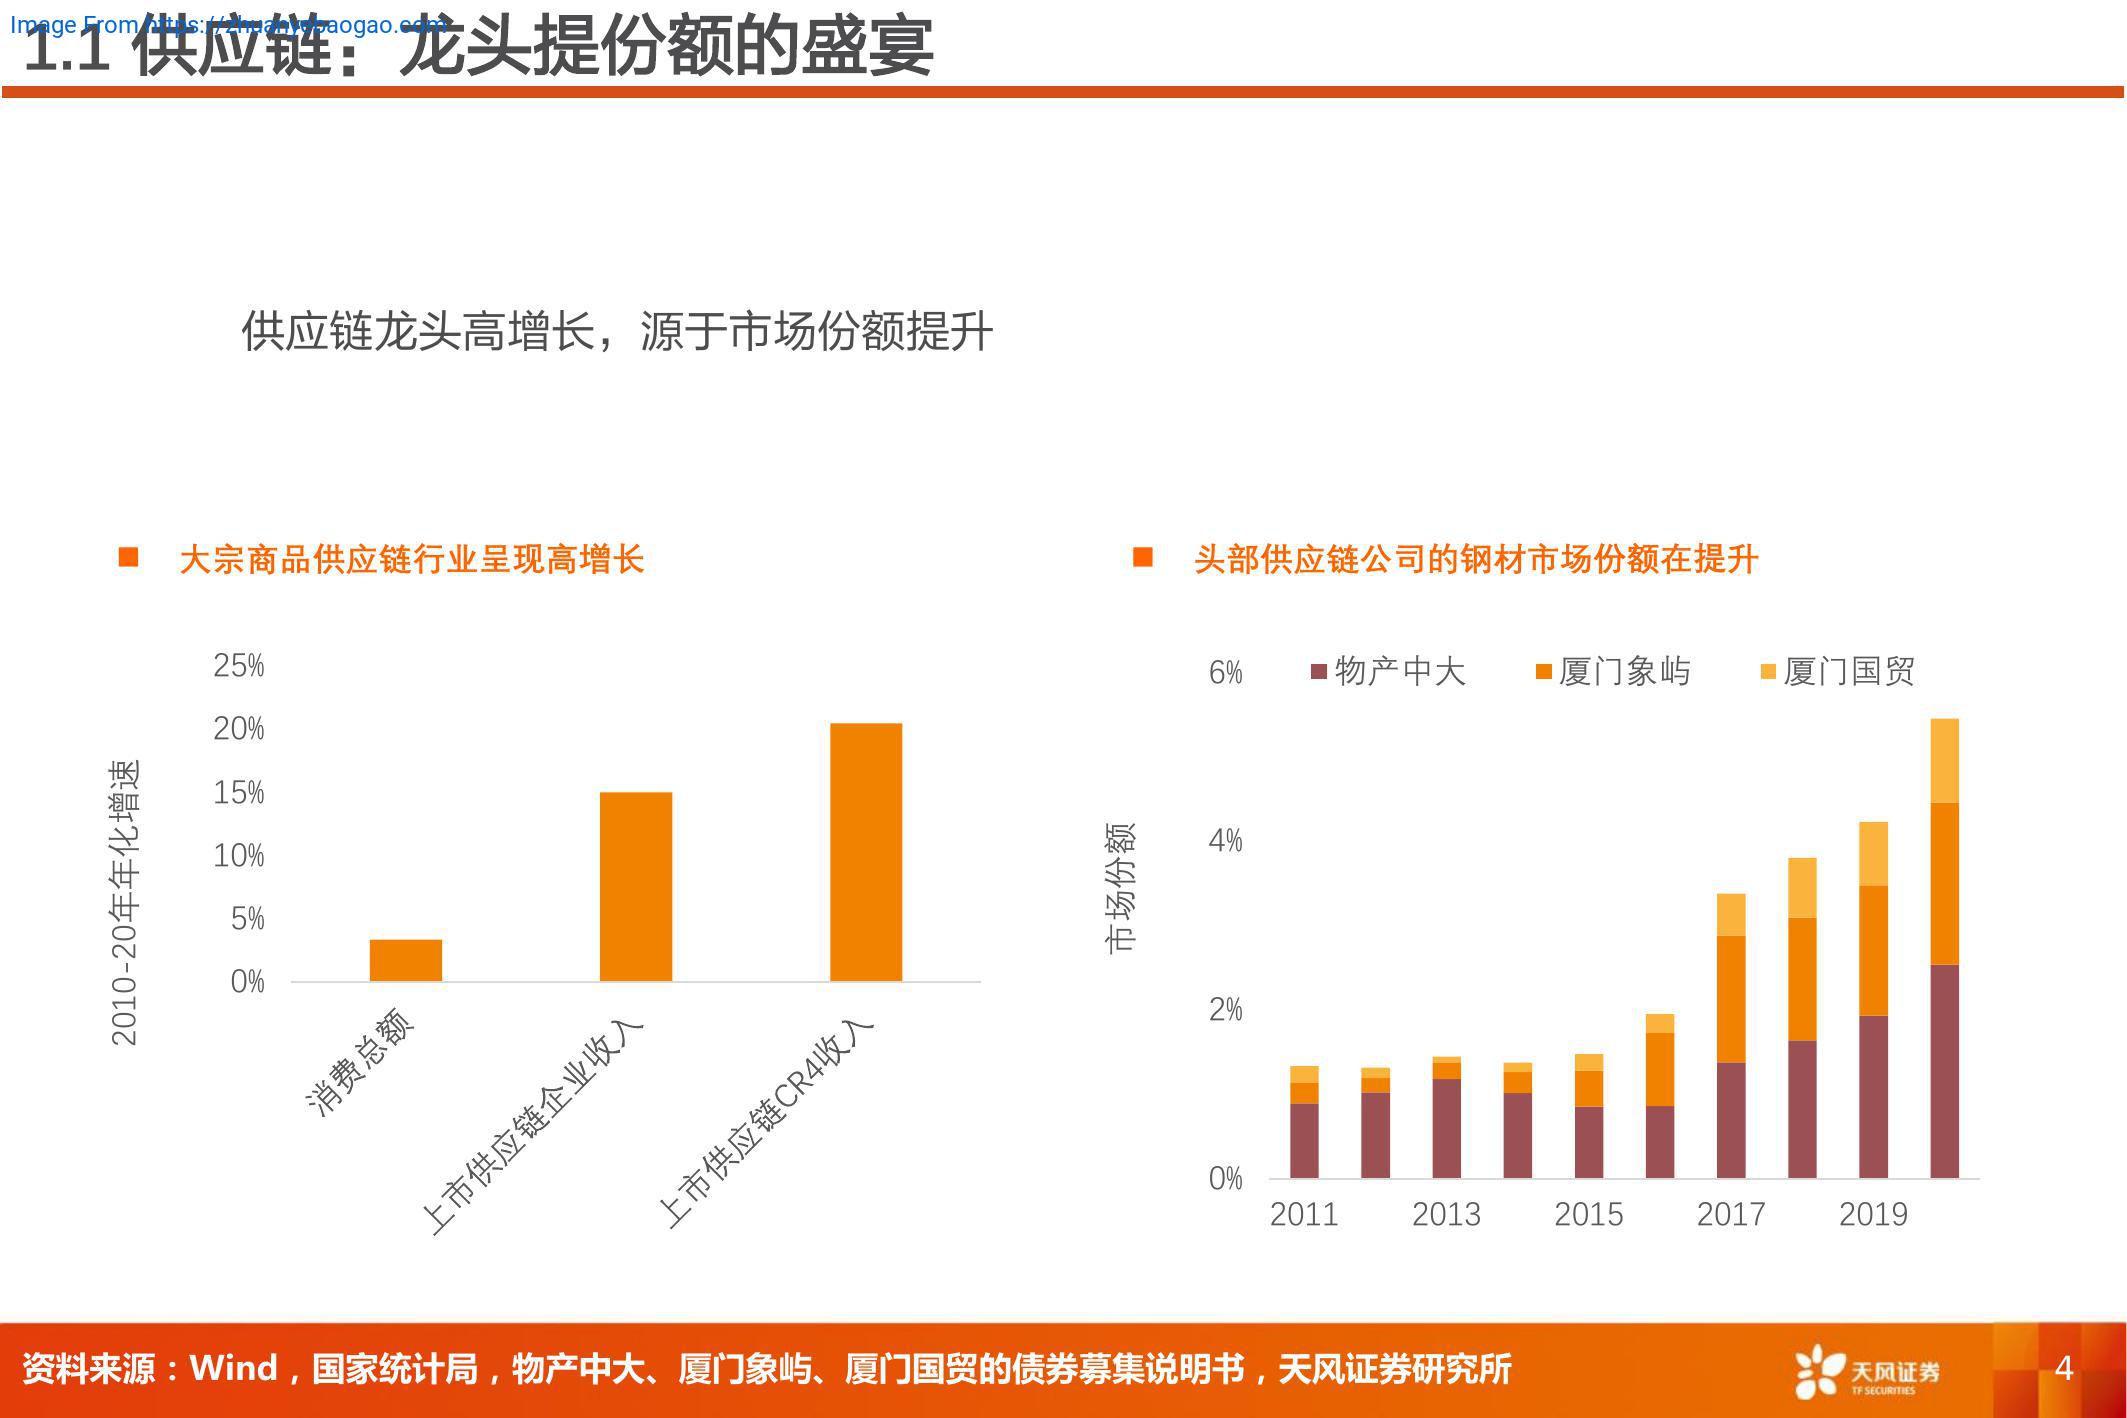 Image From https://zhuanyebaogao.com
1.1 供应链：龙头提份额的盛宴
供应链龙头高增长，源于市场份额提升
■ 大宗商品供应链行业呈现高增长
2010-20年年化增速
25%
20%
15%
10%
5%
0%
消费总额
上市供应链企业收入
上市供应链CR4收入
■ 头部供应链公司的钢材市场份额在提升
市场份额
物产中大 厦门象屿 厦门国贸
6%
4%
2%
0%
2011 2013 2015 2017 2019
资料来源：Wind，国家统计局，物产中大、厦门象屿、厦门国贸的债券募集说明书，天风证券研究所
天风证券
TF SECURITIES
4